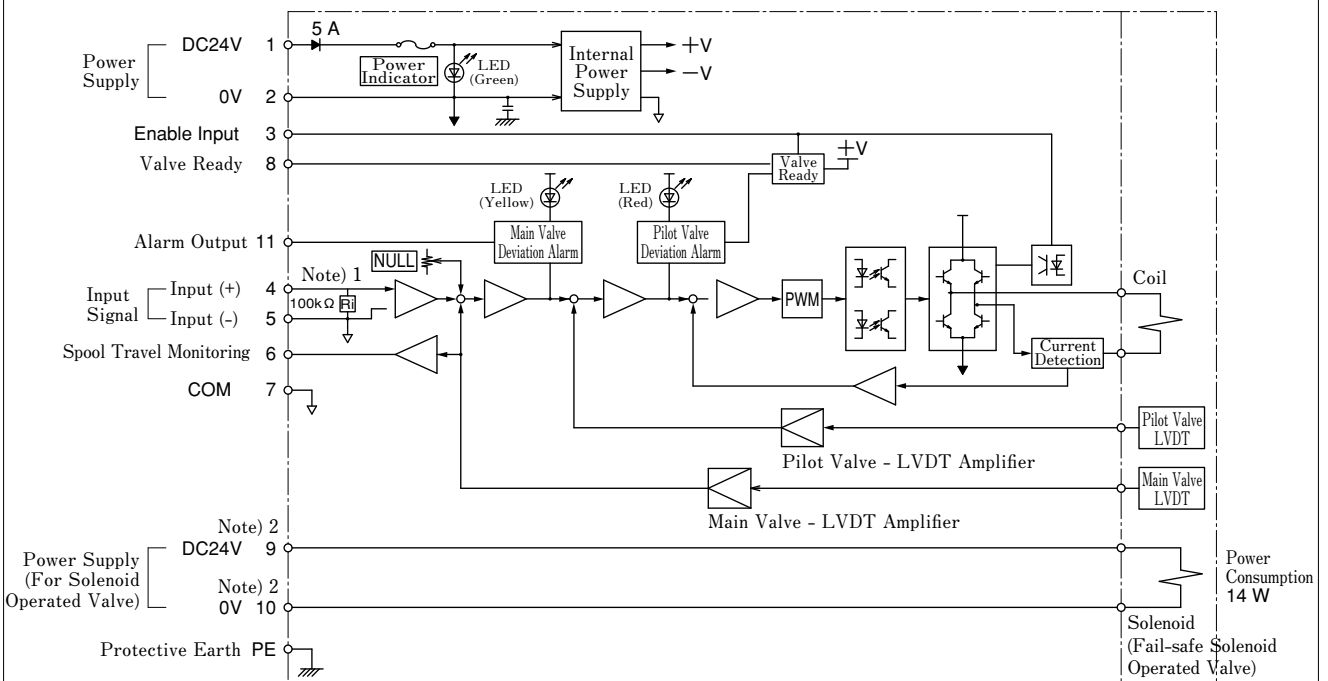 Power
Supply
DC24V 1
5 A
Power
Indicator
LED
(Green)
Internal
Power
Supply
+V
−V
0V 2
Enable Input 3
Valve Ready 8
Valve
Ready
+V
LED
(Yellow)
LED
(Red)
Alarm Output 11
Main Valve
Deviation Alarm
Pilot Valve
Deviation Alarm
NULL
Note) 1
Input
Signal
Input (+) 4
100kΩ Ri
Input (-) 5
PWM
Coil
Spool Travel Monitoring 6
Current
Detection
COM 7
Pilot Valve
LVDT
Pilot Valve - LVDT Amplifier
Main Valve
LVDT
Main Valve - LVDT Amplifier
Note) 2
Power Supply
(For Solenoid
Operated Valve)
DC24V 9
Note) 2
0V 10
Power
Consumption
14 W
Solenoid
(Fail-safe Solenoid
Operated Valve)
Protective Earth PE